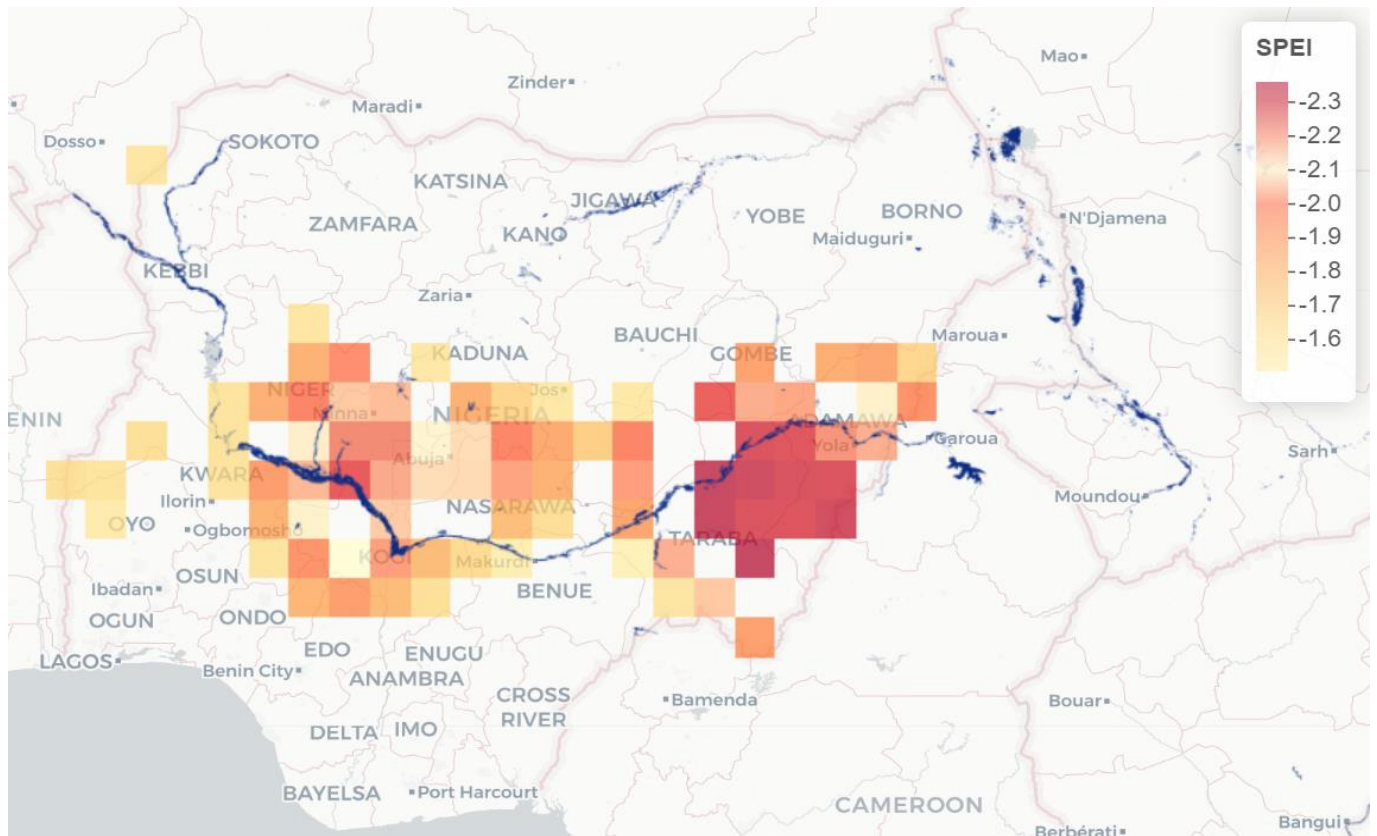 SPEI
-2.3
-2.2
-2.1
-2.0
-1.9
-1.8
-1.7
-1.6
Mao
Zinder
Maradi
Dosso
SOKOTO
KATSINA
JIGAWA
ZAMFARA
KANO
YOBE
BORNO
N'Djamena
Maiduguri
KEBBI
Zaria
BAUCHI
Maroua
KADUNA
GOMBE
NIGER
Jos
Minna
NIGERIA
ADAMAWA
ENIN
Yola
Garoua
Abuja
Sarh
KWARA
Ilorin
NASARAWA
Moundou
OYO
Ogbomosho
TARABA
KOGI
Makurdi
OSUN
Ibadan
BENUE
OGUN
ONDO
EDO
ENUGU
LAGOS
Benin City
ANAMBRA
CROSS
RIVER
Bamenda
Bouar
DELTA
IMO
BAYELSA
Port Harcourt
CAMEROON
Bangui
Berbérati